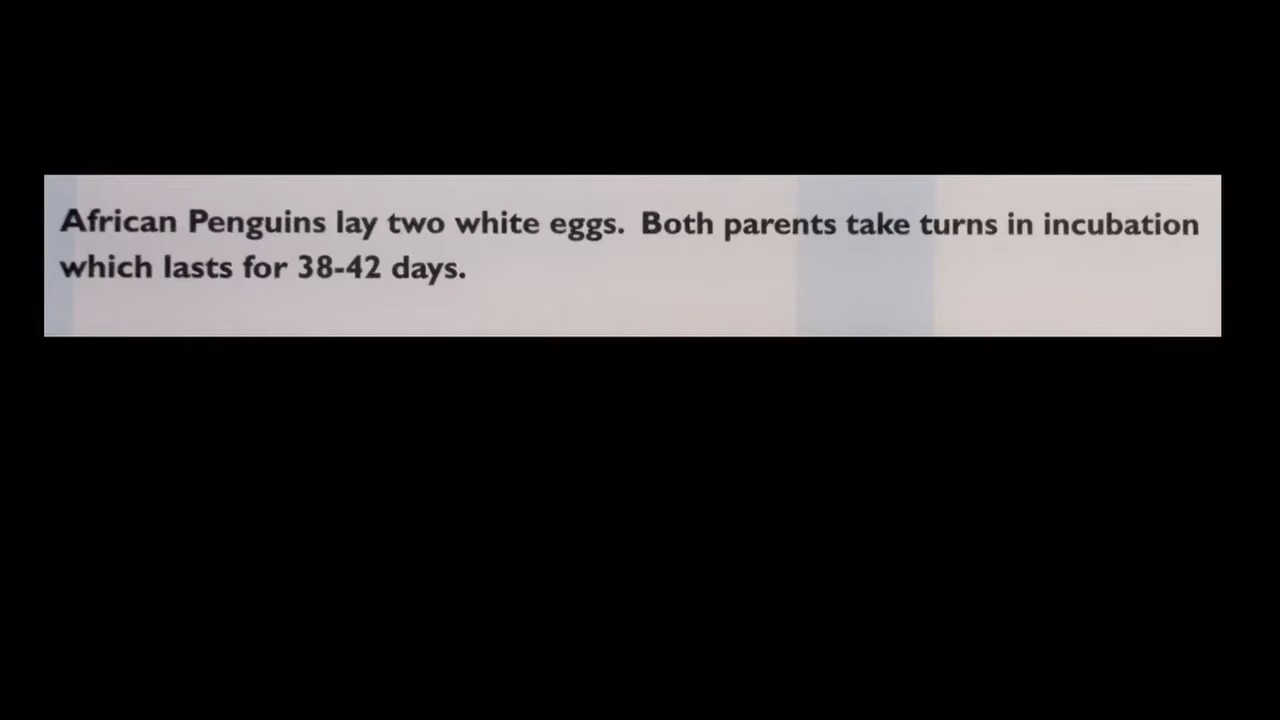 African Penguins lay two white eggs. Both parents take turns in incubation
which lasts for 38-42 days.